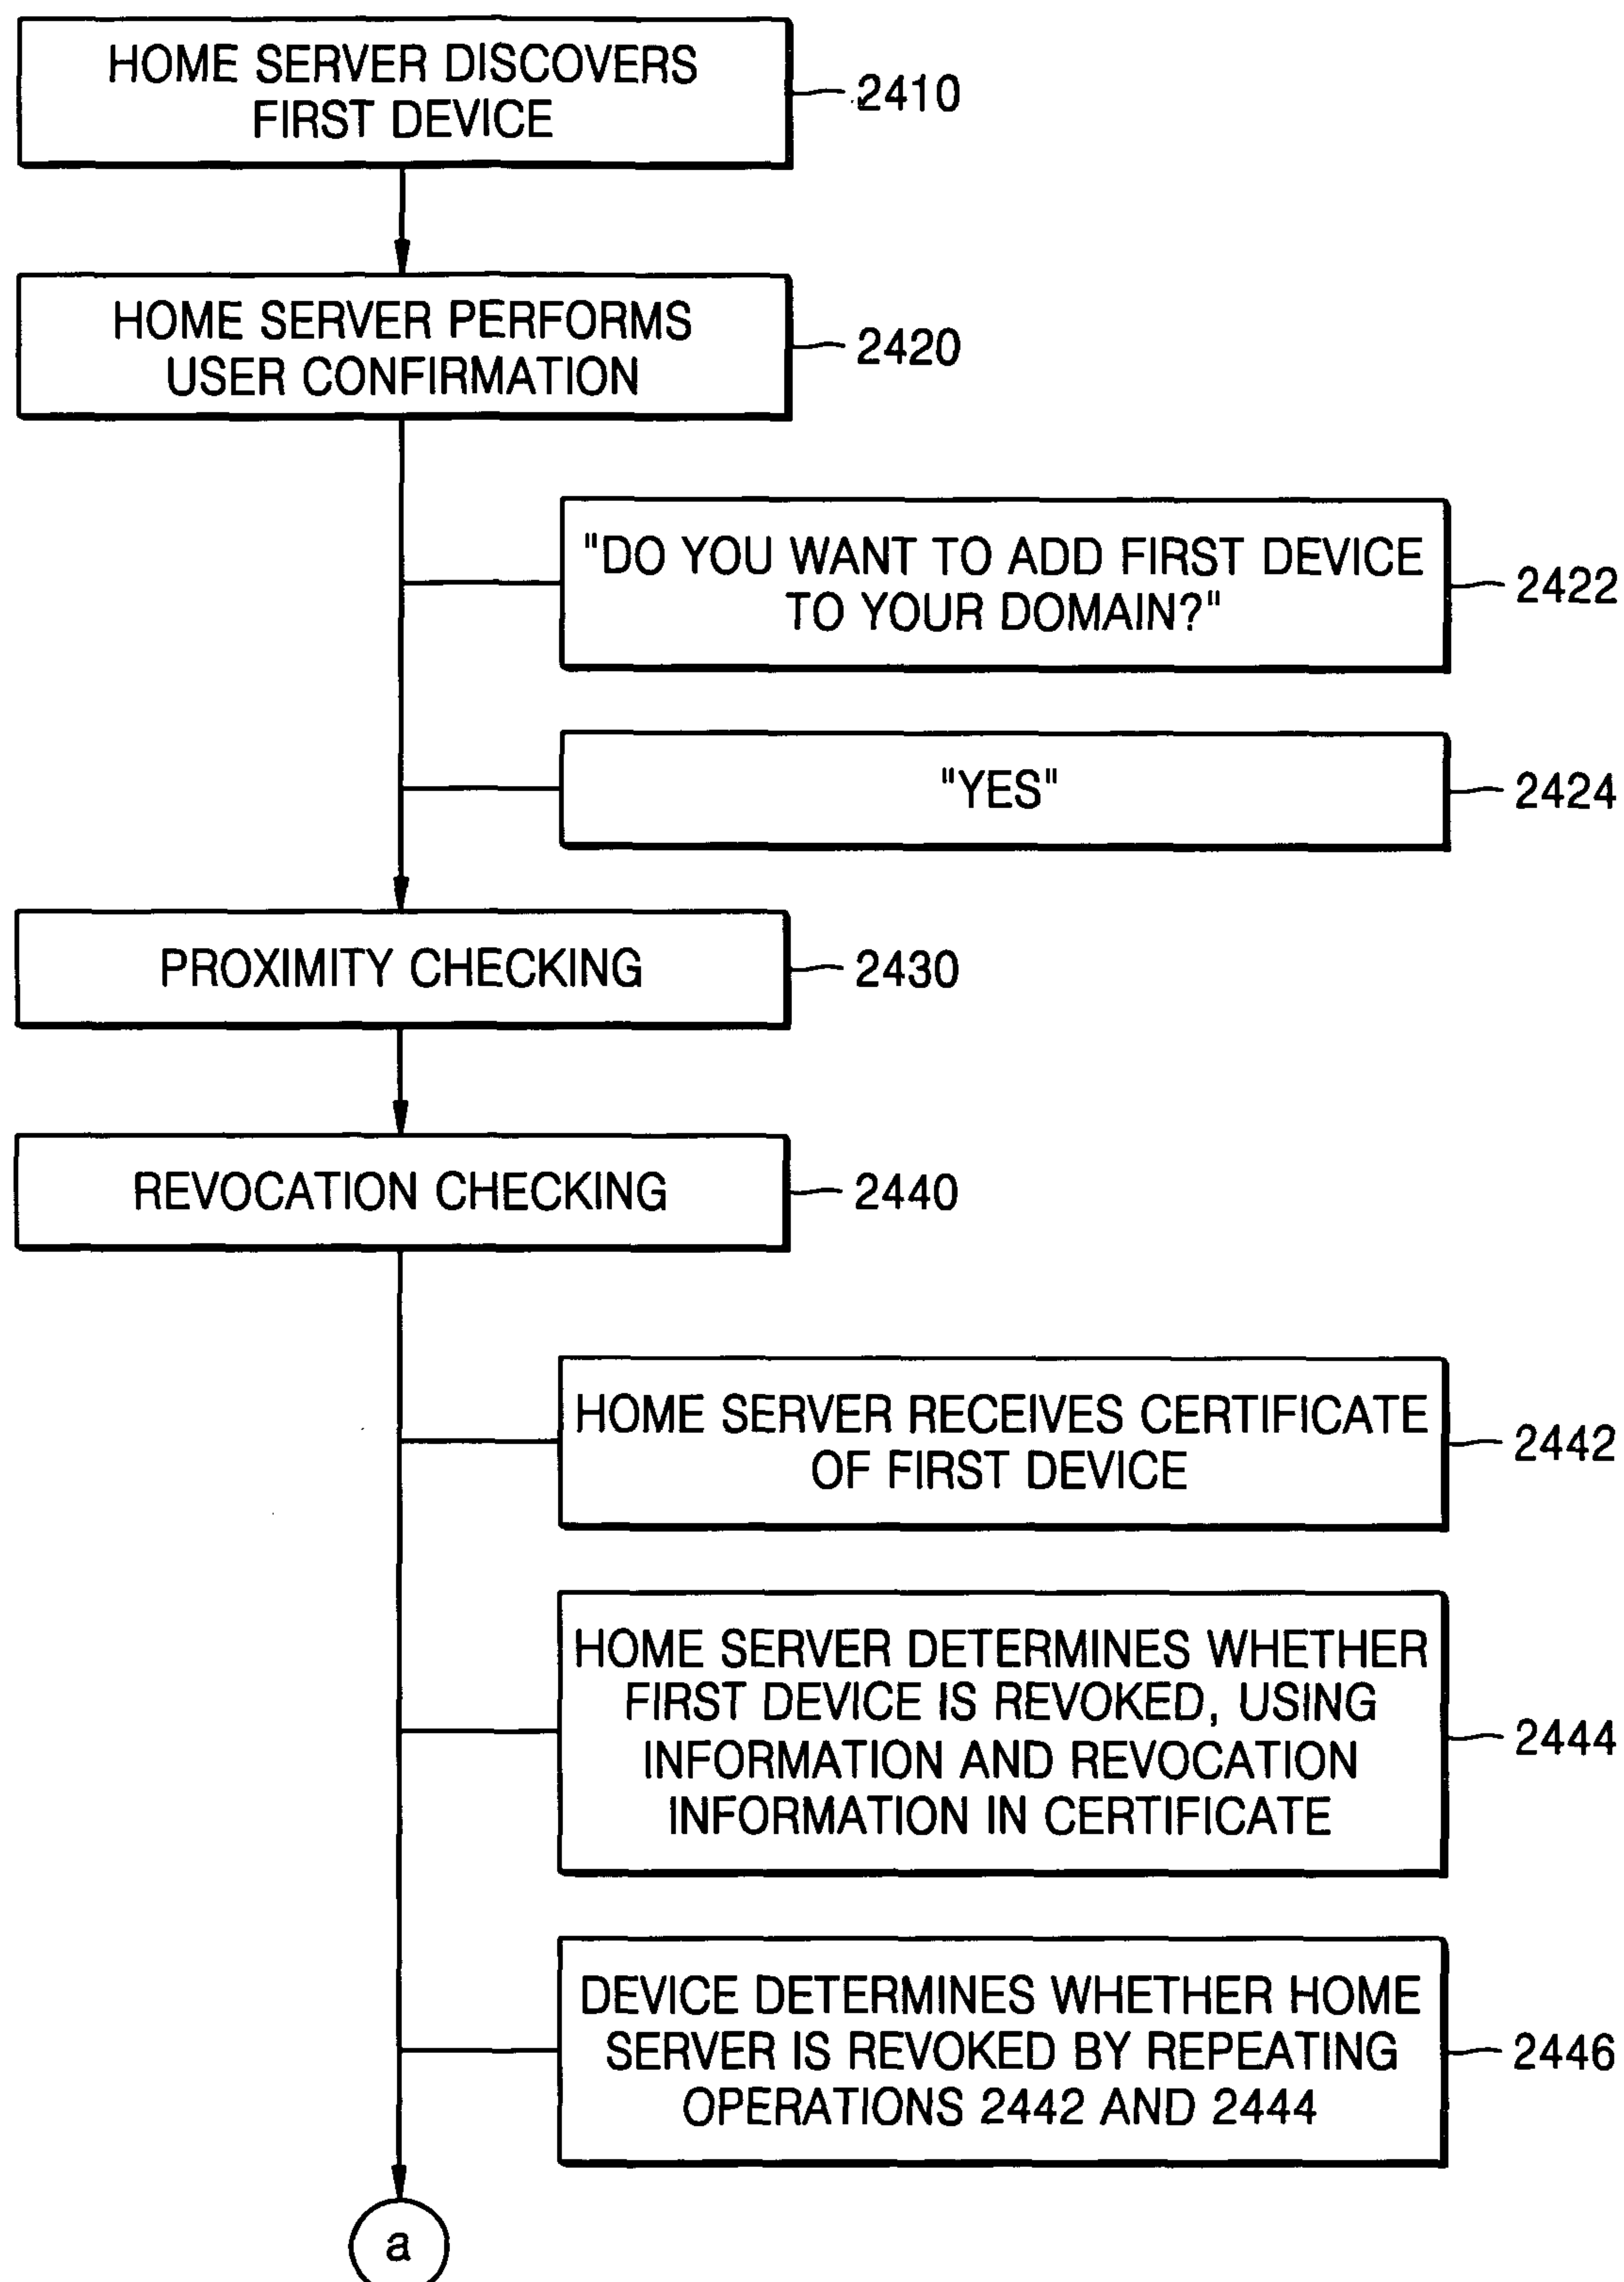 HOME SERVER DISCOVERS
FIRST DEVICE
2410
HOME SERVER PERFORMS
USER CONFIRMATION
2420
"DO YOU WANT TO ADD FIRST DEVICE
TO YOUR DOMAIN?"
2422
"YES"
2424
PROXIMITY CHECKING
2430
REVOCATION CHECKING
2440
HOME SERVER RECEIVES CERTIFICATE
OF FIRST DEVICE
2442
HOME SERVER DETERMINES WHETHER
FIRST DEVICE IS REVOKED, USING
INFORMATION AND REVOCATION
INFORMATION IN CERTIFICATE
2444
DEVICE DETERMINES WHETHER HOME
SERVER IS REVOKED BY REPEATING
OPERATIONS 2442 AND 2444
2446
a